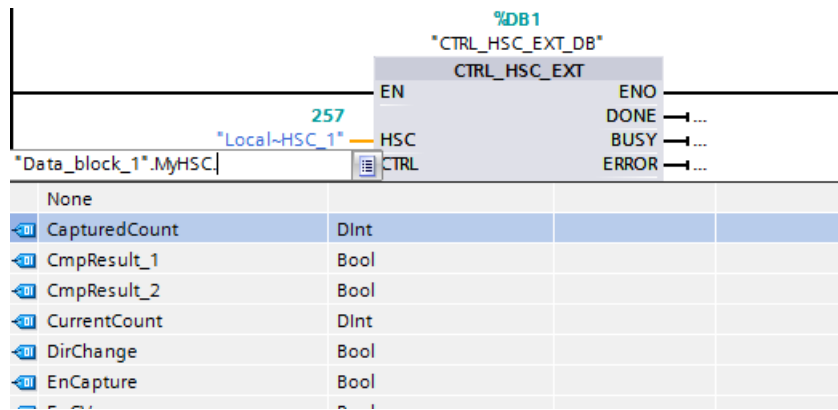 %DB1
"CTRL_HSC_EXT_DB"
CTRL_HSC_EXT
EN ENO
257 DONE ...
"Local~HSC_1" HSC BUSY ...
"Data_block_1".MyHSC. CTRL ERROR ...
None
CapturedCount DInt
CmpResult_1 Bool
CmpResult_2 Bool
CurrentCount DInt
DirChange Bool
EnCapture Bool